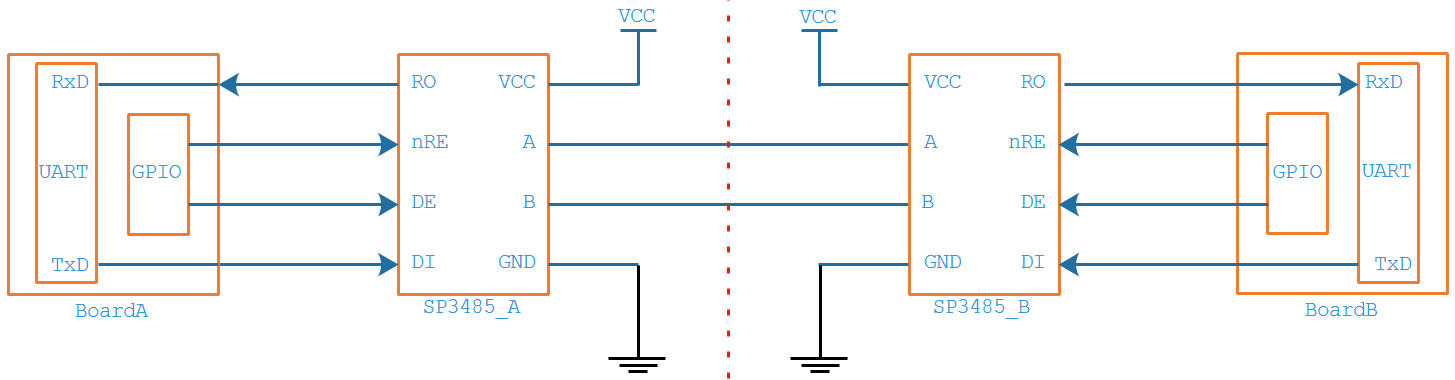 VCC
VCC
RxD
RO
VCC
VCC
RO
RxD
nRE
A
A
nRE
UART
GPIO
GPIO
UART
DE
B
B
DE
TxD
DI
GND
GND
DI
TxD
BoardA
SP3485_A
SP3485_B
BoardB